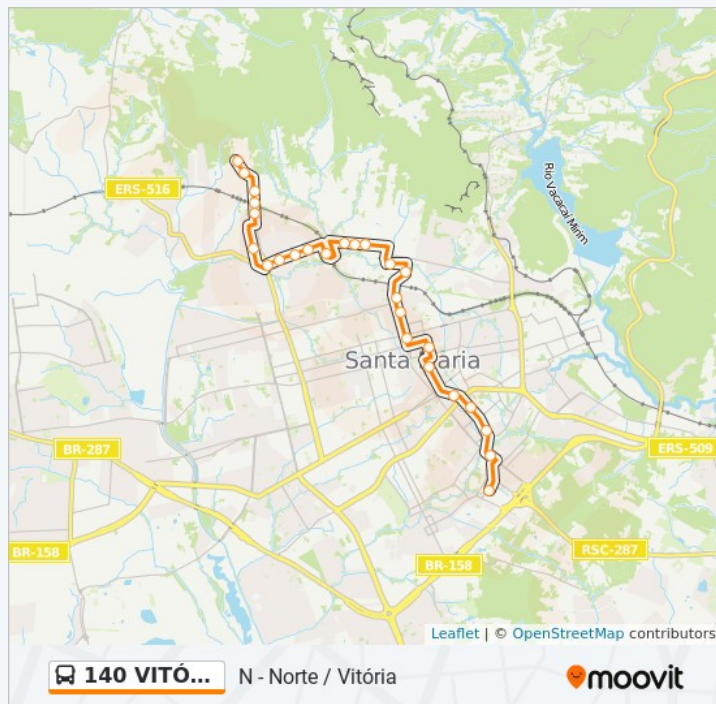 ERS-516
Rio Vacacaí Mirim
Santa Maria
BR-287
ERS-509
BR-158
BR-158
RSC-287
Leaflet | © OpenStreetMap contributors
140 VITÓ...
N - Norte / Vitória
moovit